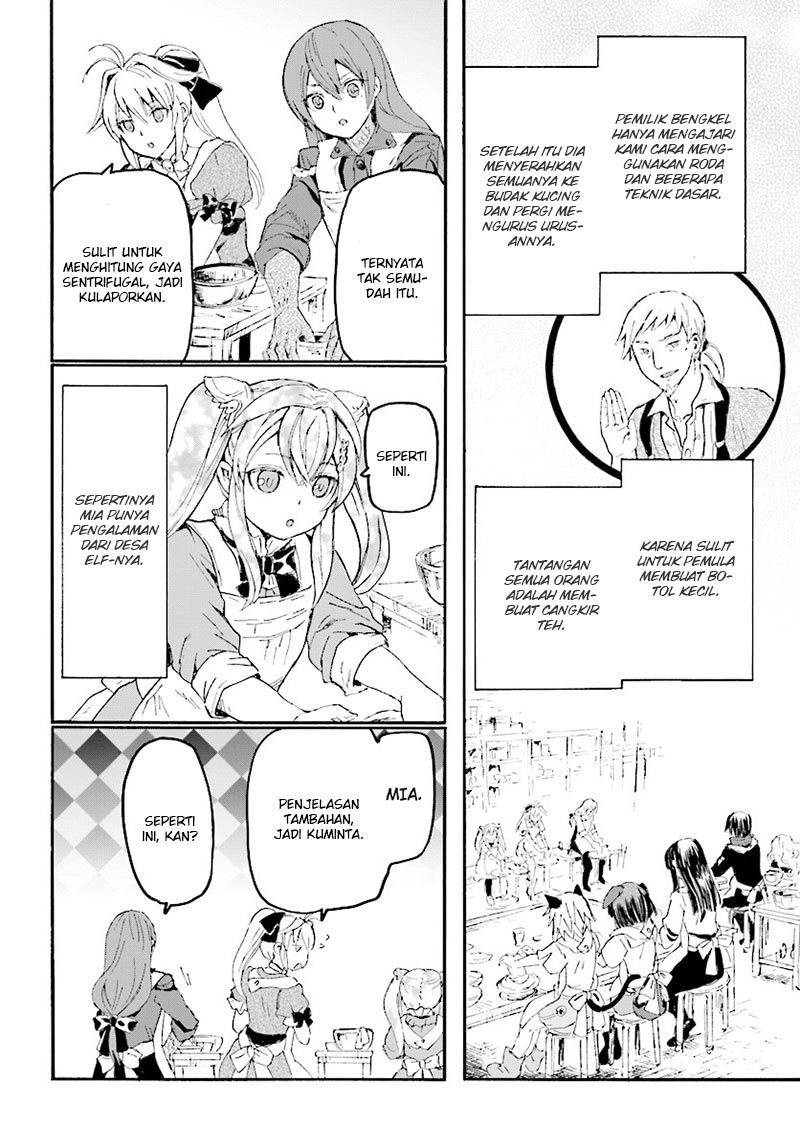 PEMILIK BENGKEL
HANYA MENGAJARI
KAMI CARA MENG-
GUNAKAN RODA
DAN BEBERAPA
TEKNIK DASAR.
SETELAH ITU DIA
MENYERAHKAN
SEMUANYA KE
BUDAK KUCING
DAN PERGI ME
NGURUS URUS-
ANNYA.
KARENA SULIT
UNTUK PEMULA
MEMBUAT BO-
TOL KECIL.
TANTANGAN
SEMUA ORANG
ADALAH MEM-
BUAT CANGKIR
TEH.
TERNYATA
TAK SEMU-
DAH ITU.
SULIT UNTUK
MENGHITUNG GAYA
SENTRIFUGAL, JADI
KULAPORKAN.
SEPERTI
INI.
SEPERTINYA
MIA PUNYA
PENGALAMAN
DARI DESA
ELF-NYA.
MIA.
PENJELASAN
TAMBAHAN,
JADI KUMINTA.
SEPERTI
INI, KAN?